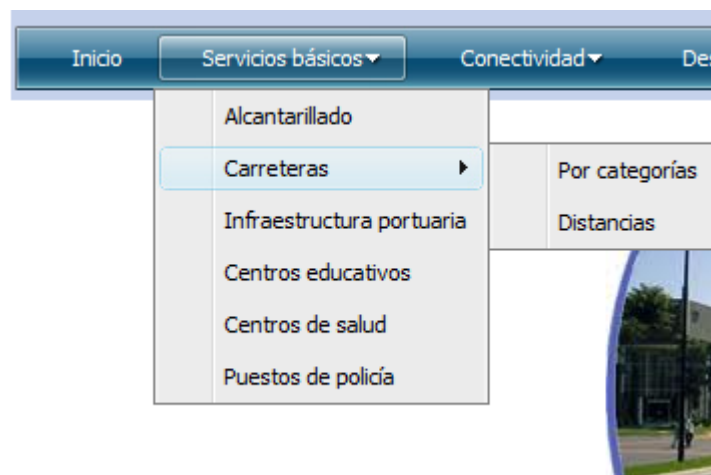 Inicio
Servicios básicos
Conectividad
Alcantarillado
Carreteras
Infraestructura portuaria
Centros educativos
Centros de salud
Puestos de policía
Por categorías
Distancias